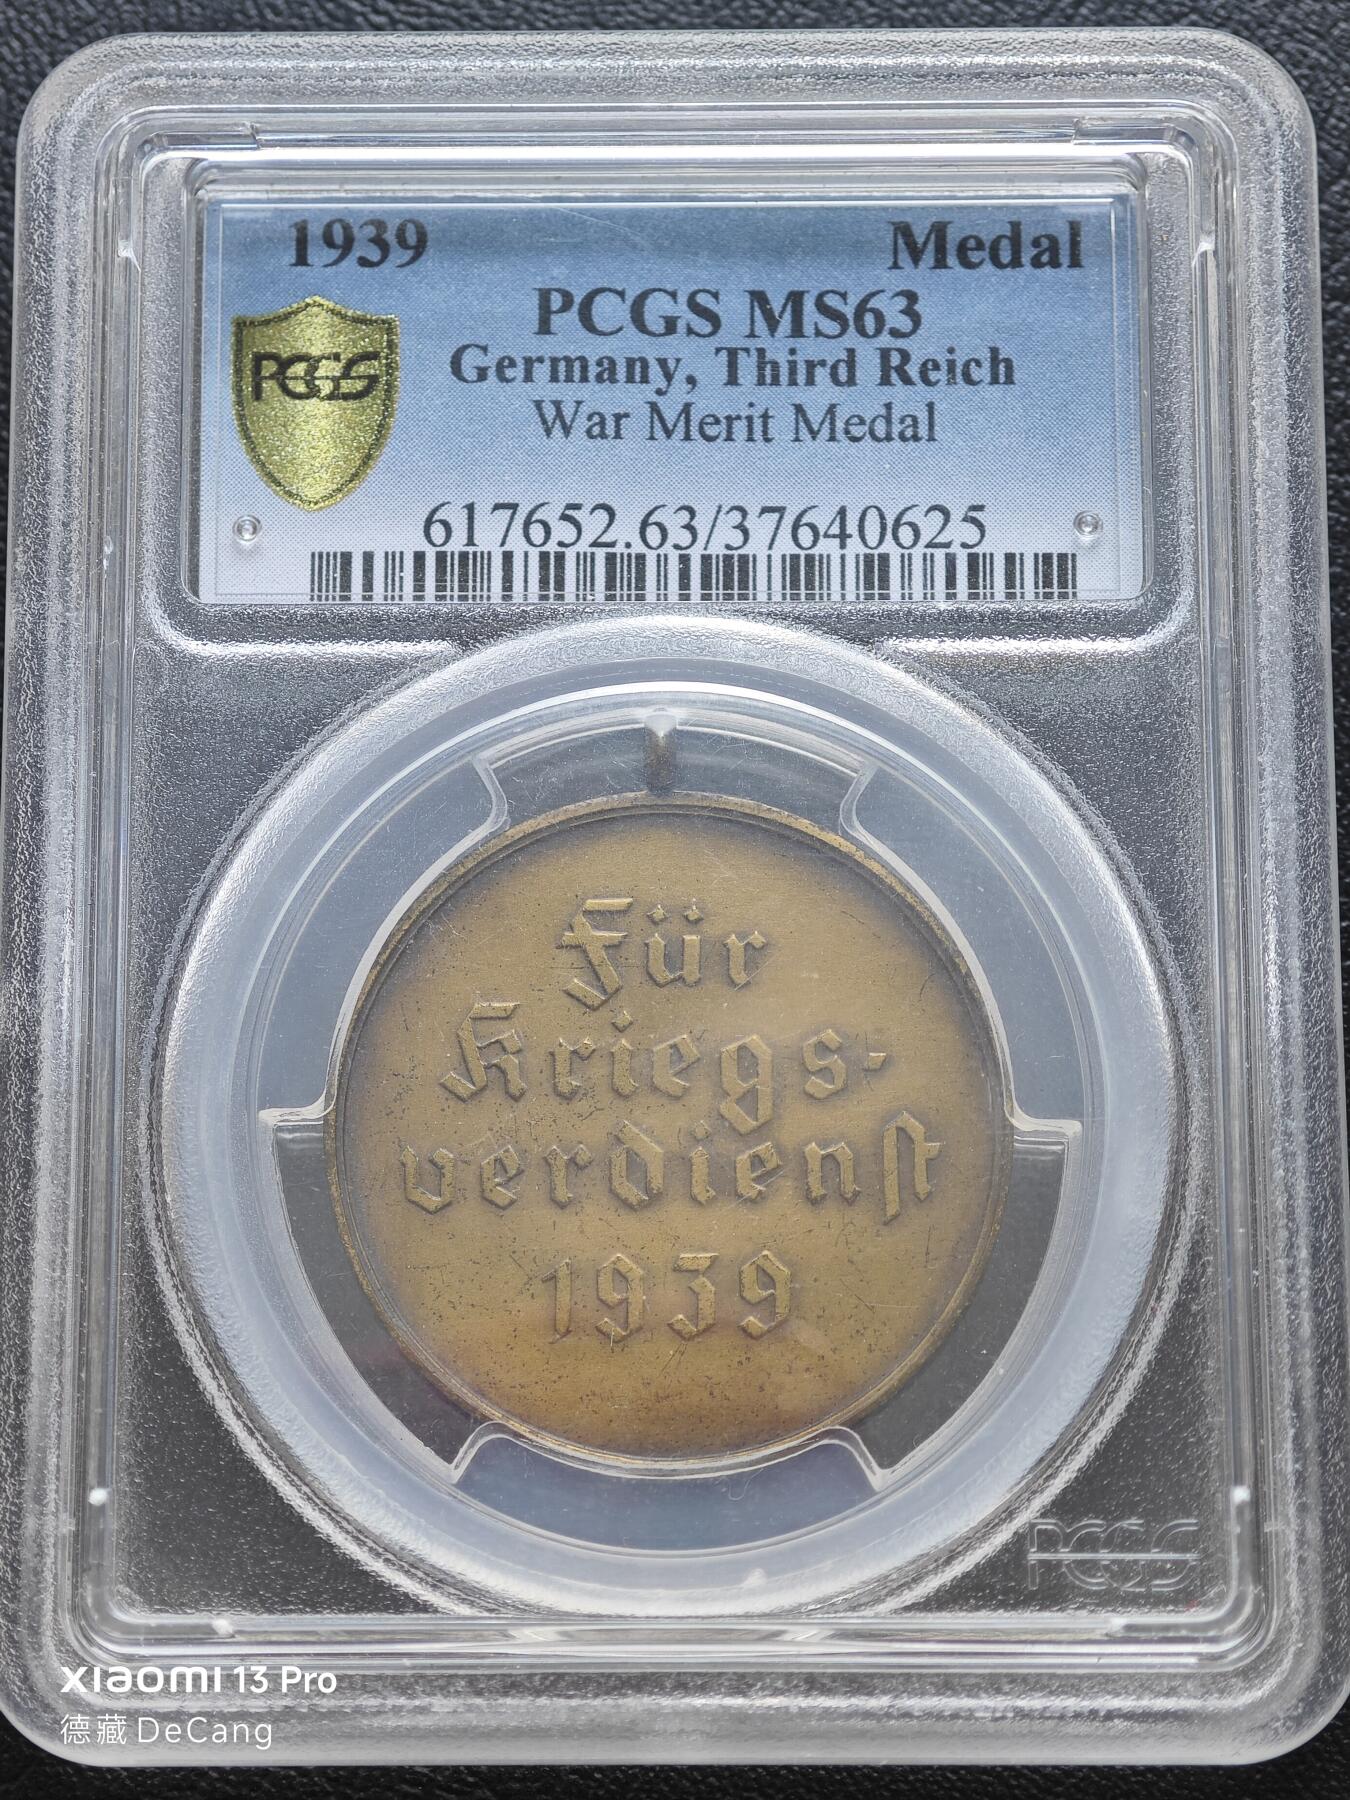 1939 Medal
PCGS MS63
PCGS
Germany, Third Reich
War Merit Medal
617652.63/37640625
Für
Kriegs-
verdienst
1939
PCGS
xiaomi 13 Pro
德藏 DeCang